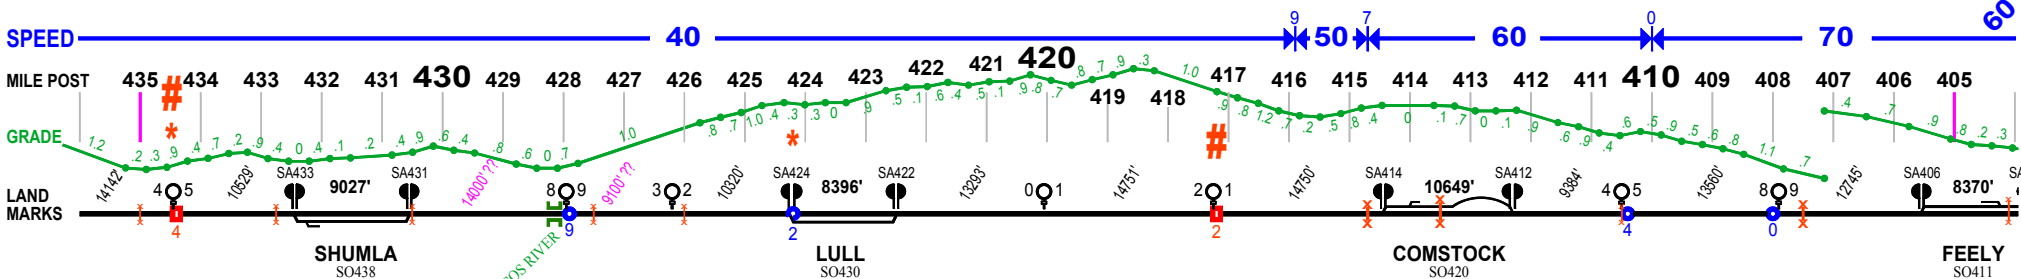 9 7 0
SPEED 40 50 60 70 60
MILE POST 435 # 434 433 432 431 430 429 428 427 426 425 424 423 422 421 420 419 418 417 416 415 414 413 412 411 410 409 408 407 406 405
GRADE 1.2 .2 .3 .9 .4 .7 .2 .9 .4 0 .4 .1 .2 .4 .9 .6 .4 .8 .6 0 .7 1.0 .8 .7 1.0 .4 .3 .3 0 .9 .5 .1 .6 .4 .5 .1 .9 .8 .7 .8 .7 .9 .3 1.0 .9 .8 1.2 .7 .2 .5 .8 .4 0 .1 .7 0 .1 .9 .6 .9 .4 .6 .5 .9 .5 .6 .8 1.1 .7 .4 .7 .9 .8 .2 .3
* * #
14142' 10529' 14000' ?? 9100' ?? 10320' 13293' 14751' 14750' 9384' 13560' 12745'
SA433 SA431 SA424 SA422 SA414 SA412 SA406 SA
LAND 4 5 9027' 8 9 3 2 8396' 0 1 2 1 10649' 4 5 8 9 8370'
MARKS
4 9 2 2 4 0
OS RIVER
SHUMLA LULL COMSTOCK FEELY
SO438 SO430 SO420 SO411